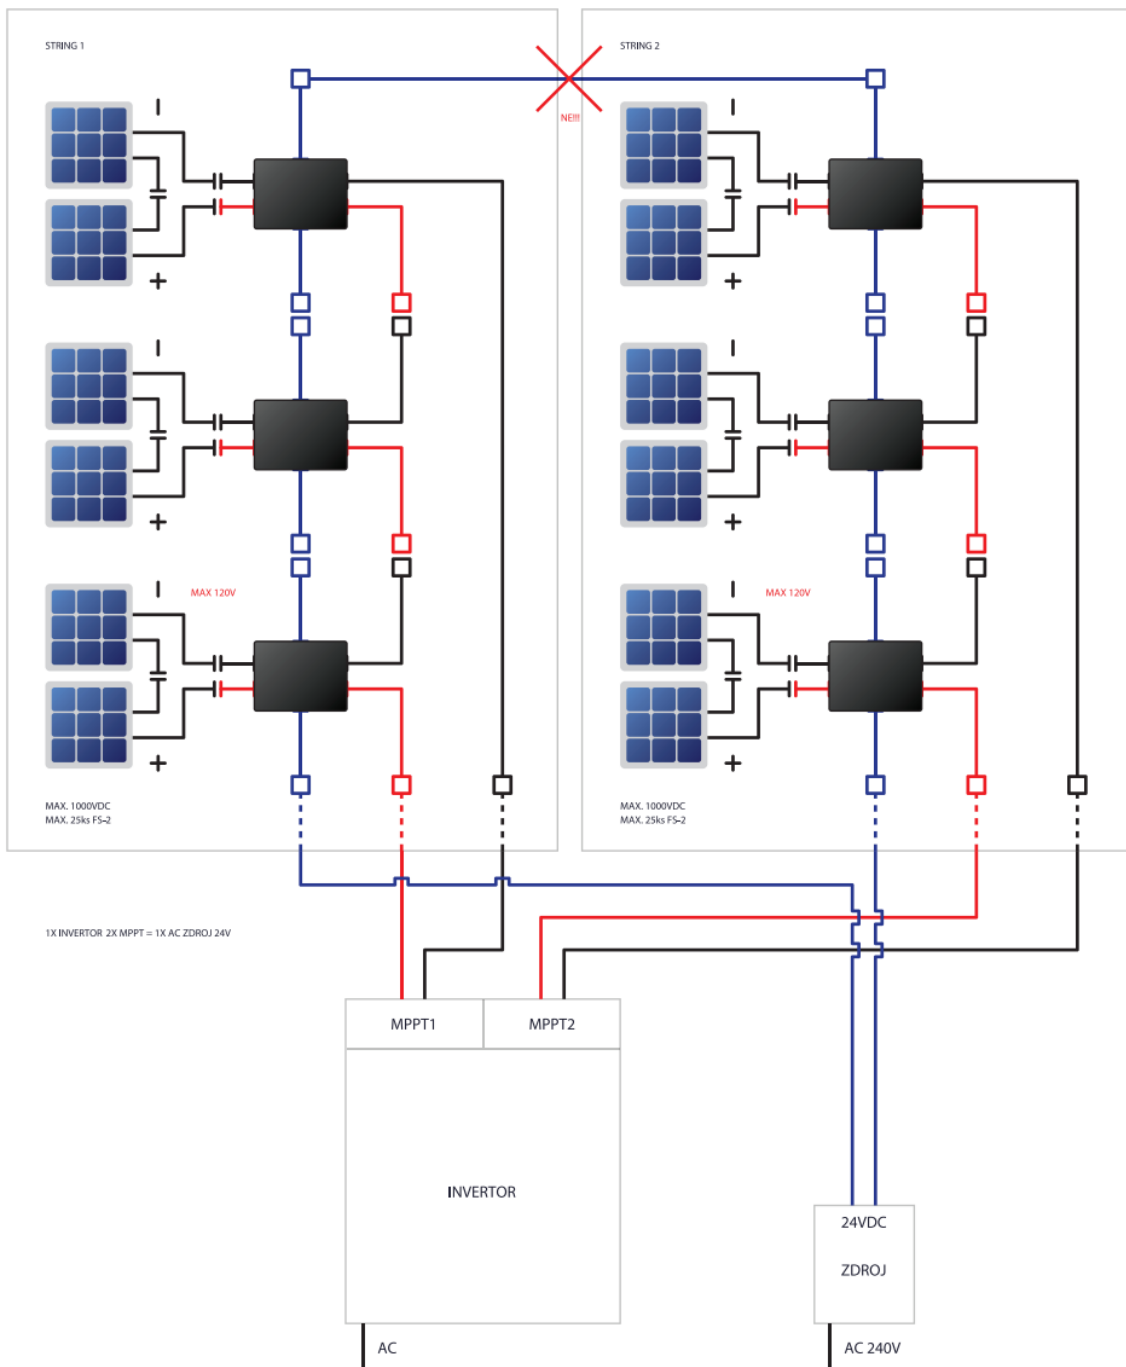 STRING 1
STRING 2
NE!!!
MAX 120V
MAX 120V
MAX. 1000VDC
MAX. 25ks FS-2
MAX. 1000VDC
MAX. 25ks FS-2
1X INVERTOR 2X MPPT = 1X AC ZDROJ 24V
MPPT1
MPPT2
INVERTOR
24VDC
ZDROJ
AC
AC 240V